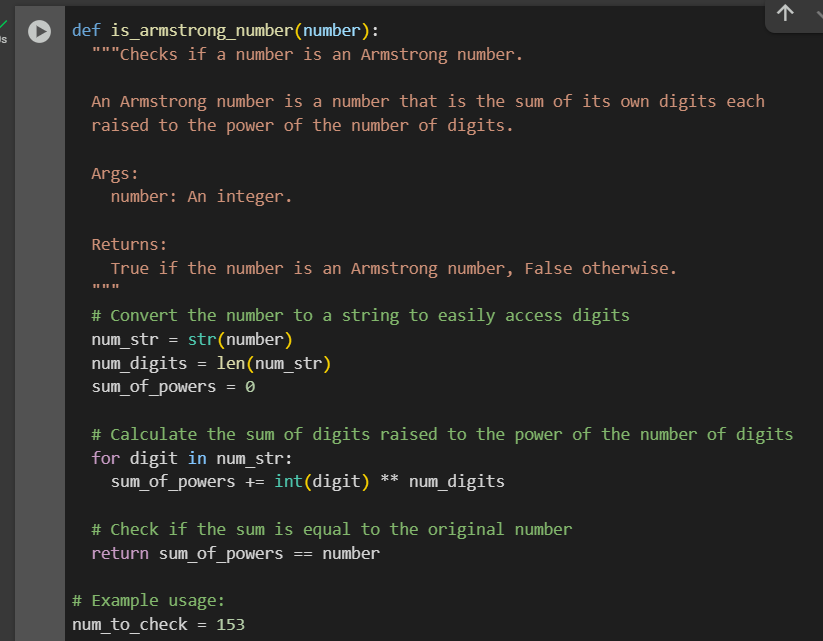 def is_armstrong_number(number):
  """Checks if a number is an Armstrong number.

  An Armstrong number is a number that is the sum of its own digits each
  raised to the power of the number of digits.

  Args:
    number: An integer.

  Returns:
    True if the number is an Armstrong number, False otherwise.
  """
  # Convert the number to a string to easily access digits
  num_str = str(number)
  num_digits = len(num_str)
  sum_of_powers = 0

  # Calculate the sum of digits raised to the power of the number of digits
  for digit in num_str:
    sum_of_powers += int(digit) ** num_digits

  # Check if the sum is equal to the original number
  return sum_of_powers == number

# Example usage:
num_to_check = 153